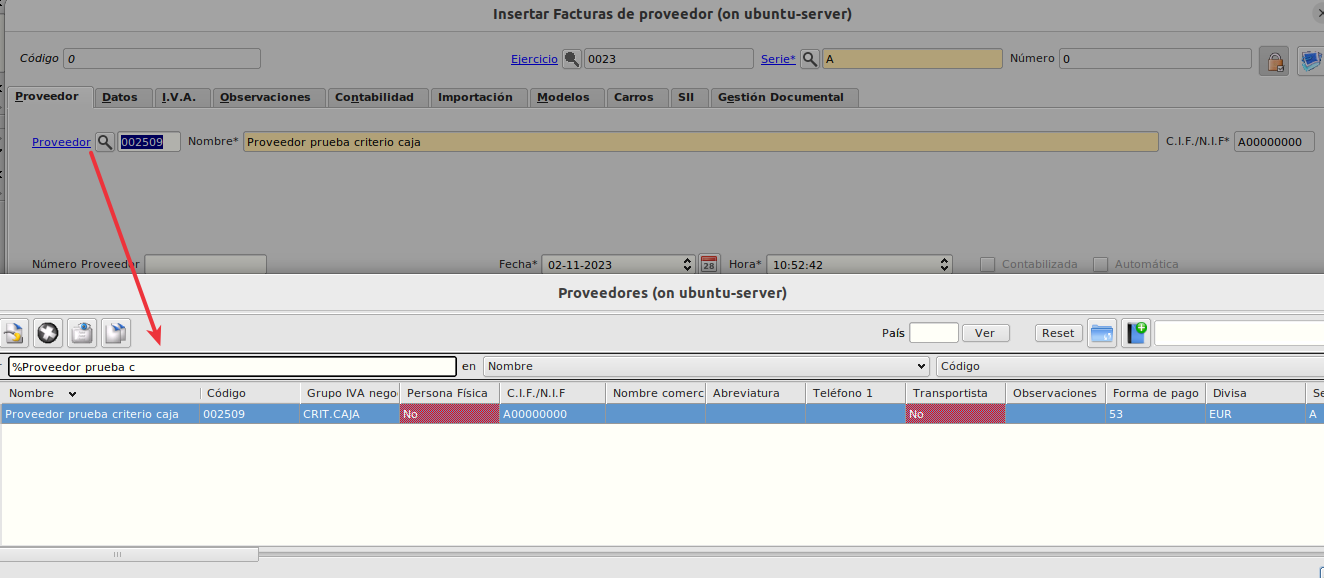 Insertar Facturas de proveedor (on ubuntu-server)
Código 0 Ejercicio 0023 Serie* A Número 0
Proveedor Datos I.V.A. Observaciones Contabilidad Importación Modelos Carros SII Gestión Documental
Proveedor 002509 Nombre* Proveedor prueba criterio caja C.I.F./N.I.F* A00000000
Número Proveedor Fecha* 02-11-2023 28 Hora* 10:52:42 Contabilizada Automática
Proveedores (on ubuntu-server)
País Ver Reset
%Proveedor prueba c en Nombre Código
Nombre Código Grupo IVA nego Persona Física C.I.F./N.I.F Nombre comerc Abreviatura Teléfono 1 Transportista Observaciones Forma de pago Divisa Se
Proveedor prueba criterio caja 002509 CRIT.CAJA No A00000000 No 53 EUR A